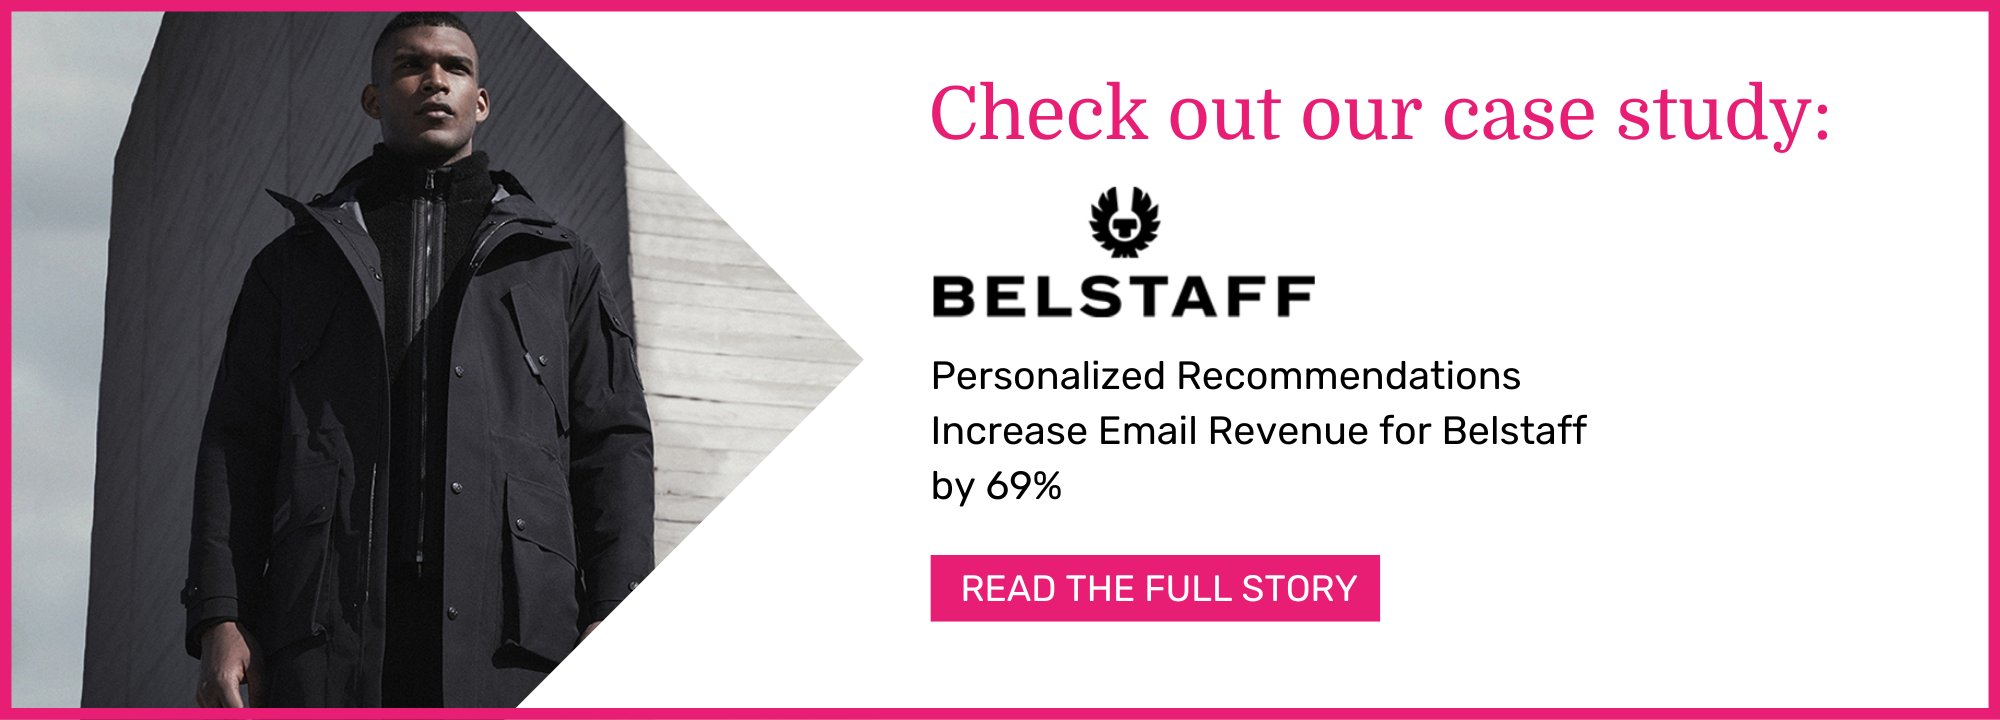 Check out our case study:
BELSTAFF
Personalized Recommendations
Increase Email Revenue for Belstaff
by 69%
READ THE FULL STORY